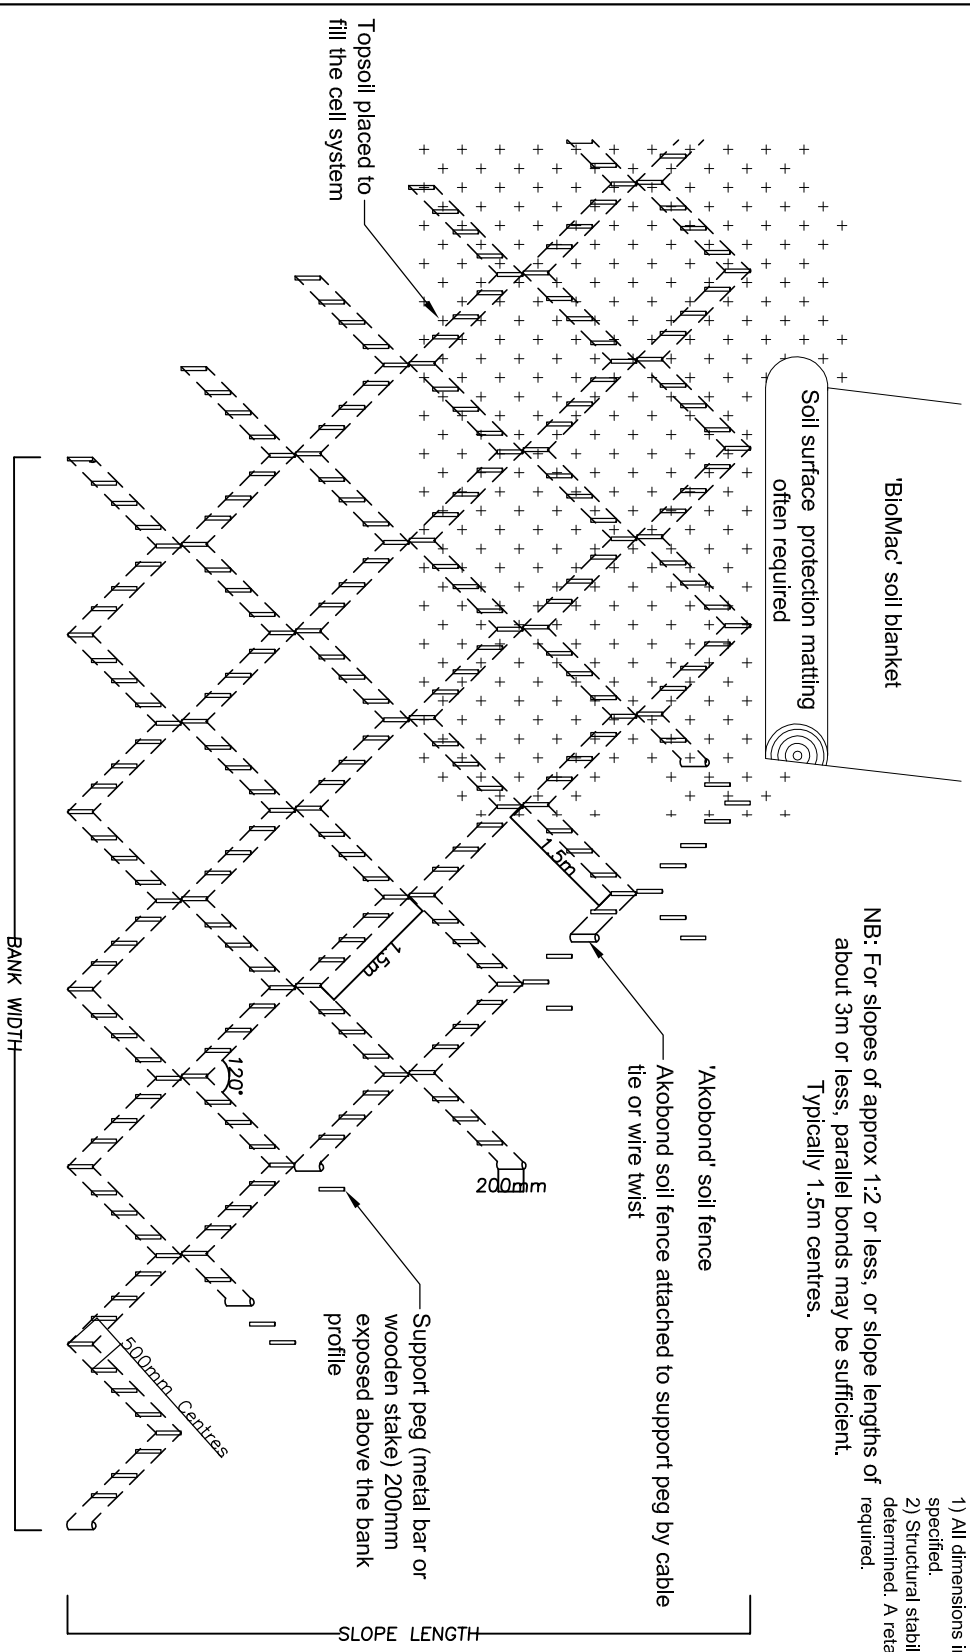 'BioMac' soil blanket
Soil surface protection matting
often required
Topsoil placed to
fill the cell system
NB: For slopes of approx 1:2 or less, or slope lengths of
about 3m or less, parallel bonds may be sufficient.
Typically 1.5m centres.
1) All dimensions
specified.
2) Structural
determined. A
required.
'Akobond' soil fence
Akobond soil fence attached to support peg by cable
tie or wire twist
1.5m
1.5m
120°
200mm
Support peg (metal bar or
wooden stake) 200mm
exposed above the bank
profile
500mm Centres
BANK WIDTH
SLOPE LENGTH